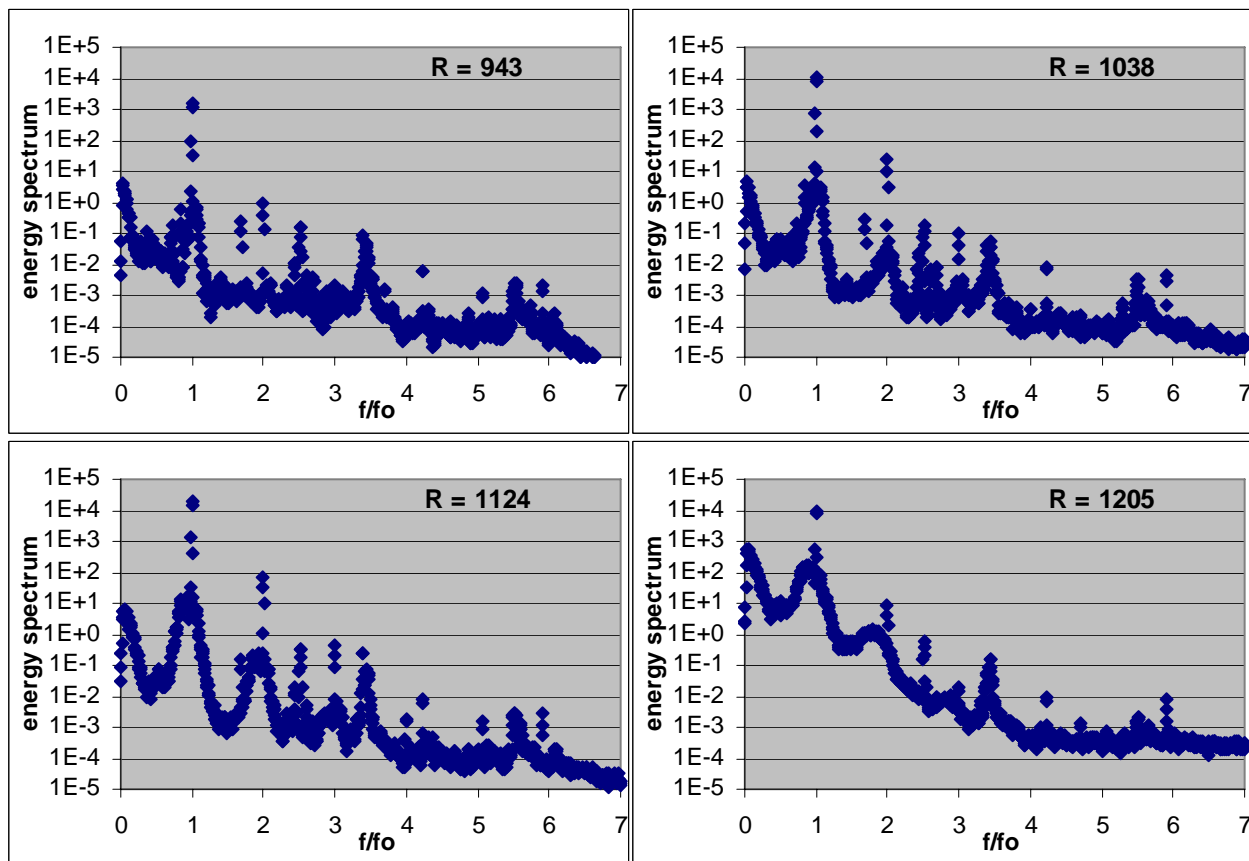 R = 943
energy spectrum
1E+5
1E+4
1E+3
1E+2
1E+1
1E+0
1E-1
1E-2
1E-3
1E-4
1E-5
0 1 2 3 4 5 6 7
f/fo
R = 1038
energy spectrum
1E+5
1E+4
1E+3
1E+2
1E+1
1E+0
1E-1
1E-2
1E-3
1E-4
1E-5
0 1 2 3 4 5 6 7
f/fo
R = 1124
energy spectrum
1E+5
1E+4
1E+3
1E+2
1E+1
1E+0
1E-1
1E-2
1E-3
1E-4
1E-5
0 1 2 3 4 5 6 7
f/fo
R = 1205
energy spectrum
1E+5
1E+4
1E+3
1E+2
1E+1
1E+0
1E-1
1E-2
1E-3
1E-4
1E-5
0 1 2 3 4 5 6 7
f/fo